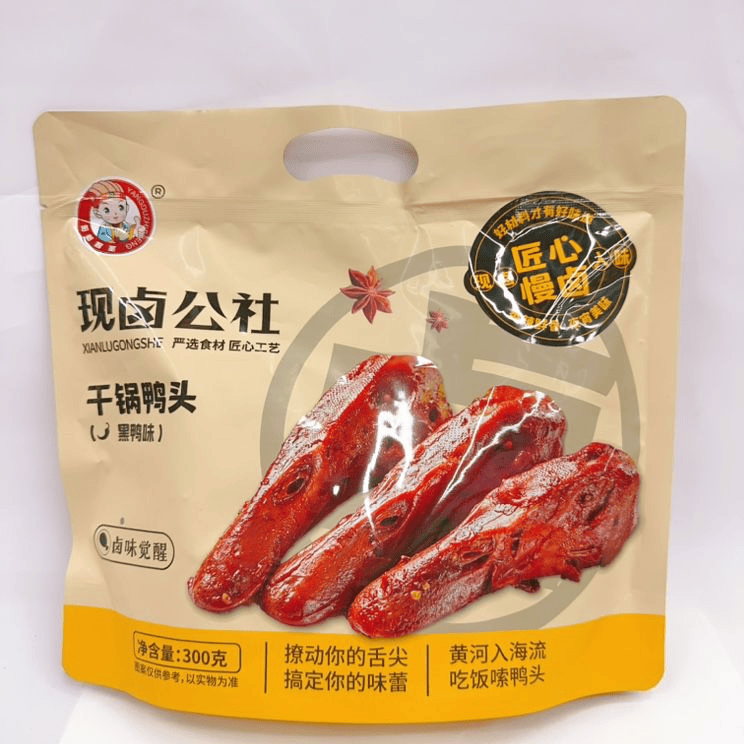 ®
YANGDUZHISHENG
好材料才有好味道
匠心
慢卤
现卤公社
XIANLUGONGSHE 严选食材 匠心工艺
干锅鸭头
(黑鸭味)
卤味觉醒
净含量:300克
图案仅供参考,以实物为准
撩动你的舌尖
搞定你的味蕾
黄河入海流
吃饭嗦鸭头